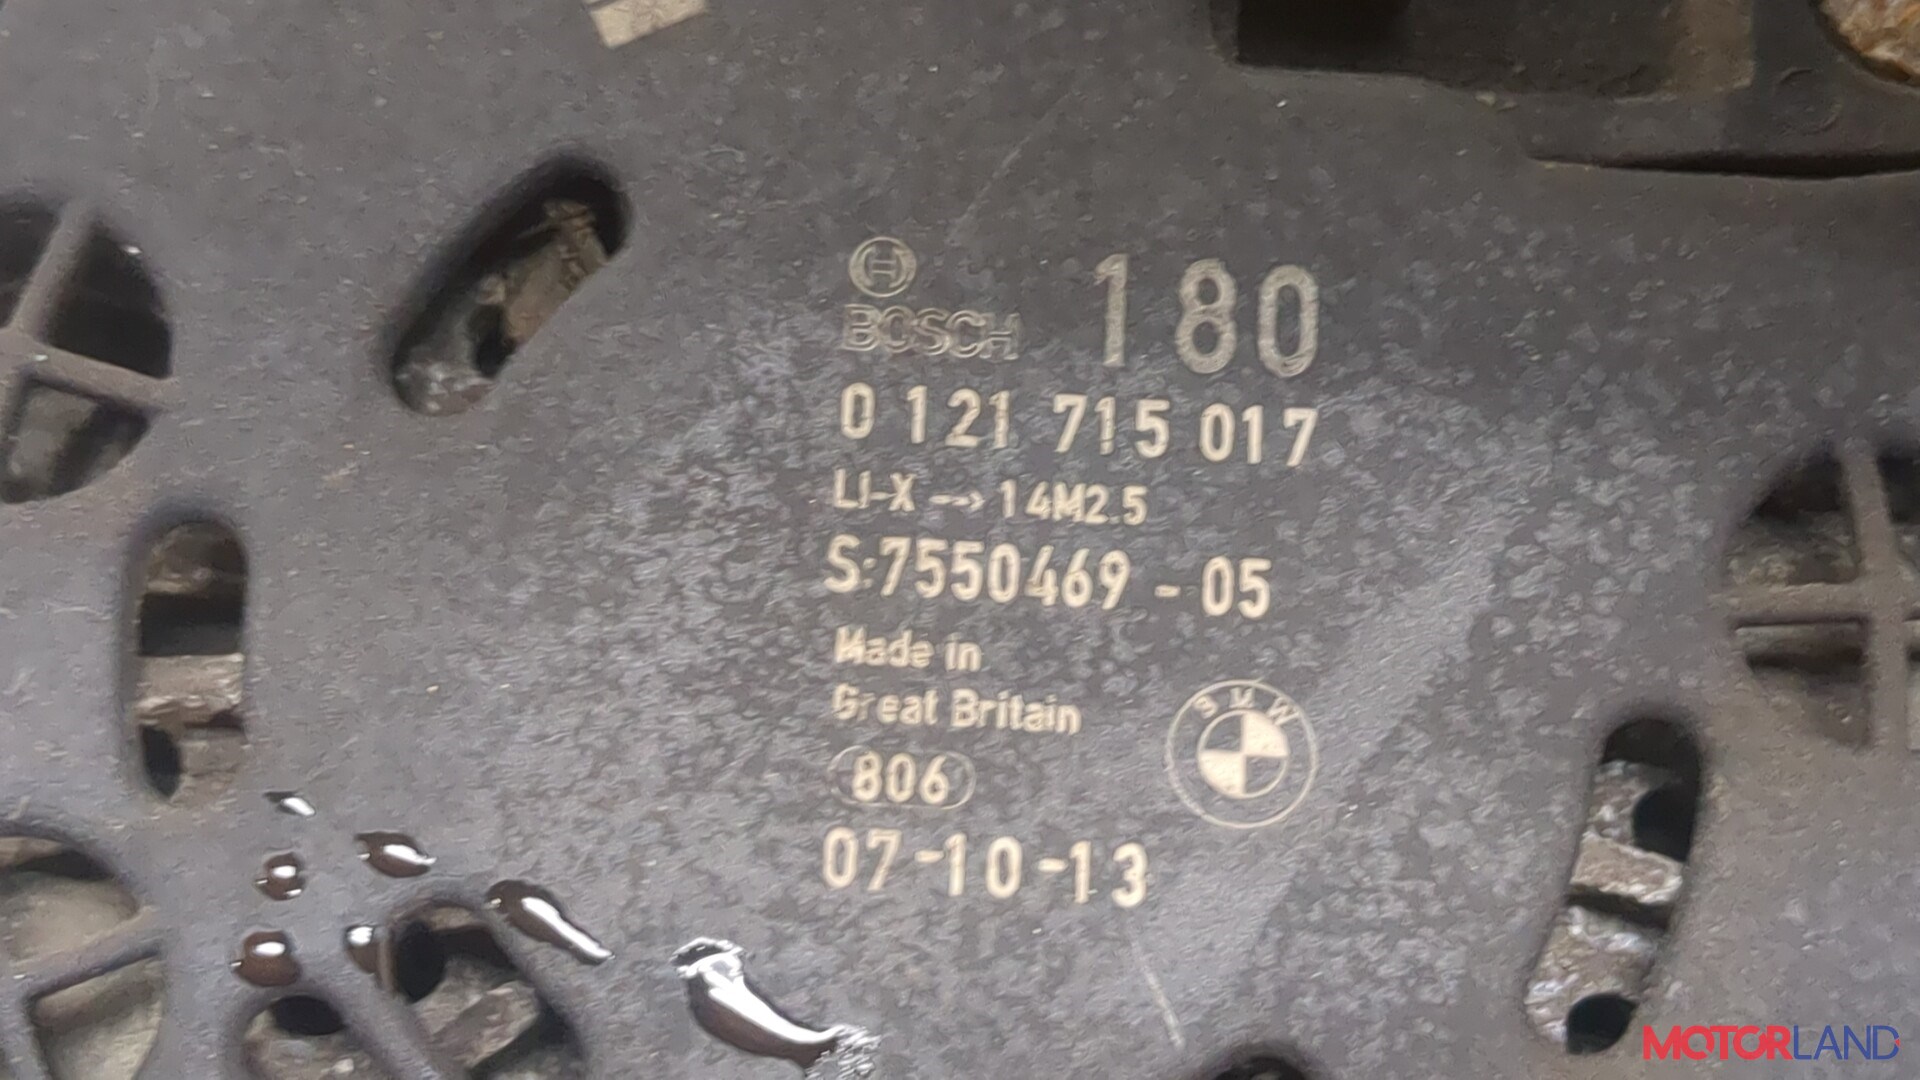 BOSCH 180
0 121 715 017
LI-X --> 14M2.5
S:7550469 - 05
Made in
Great Britain
BMW
806
07-10-13
MOTORLAND